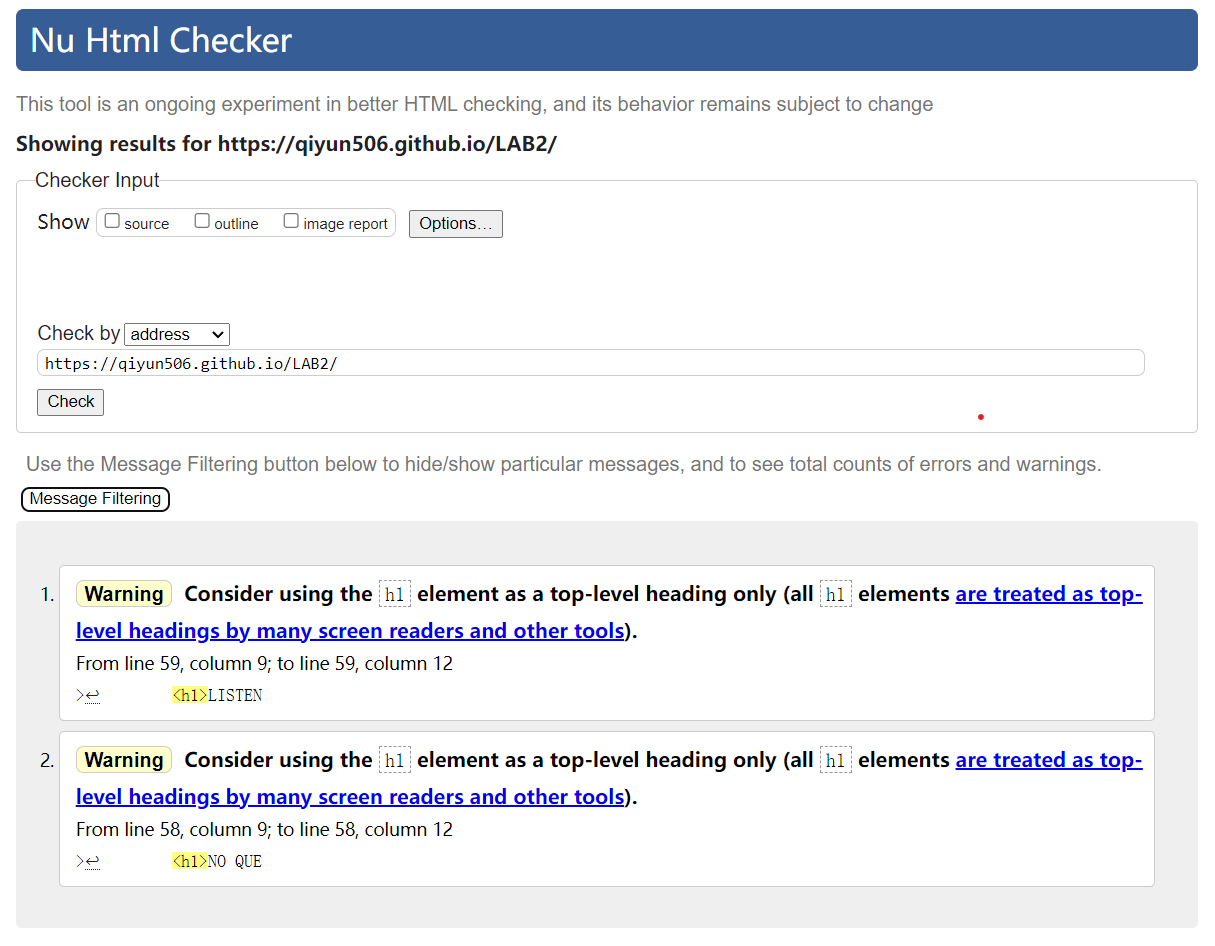 Nu Html Checker
This tool is an ongoing experiment in better HTML checking, and its behavior remains subject to change
Showing results for https://qiyun506.github.io/LAB2/
Checker Input
Show source outline image report Options...
Check by address
https://qiyun506.github.io/LAB2/
Check
Use the Message Filtering button below to hide/show particular messages, and to see total counts of errors and warnings.
Message Filtering
1. Warning Consider using the h1 element as a top-level heading only (all h1 elements are treated as top-
level headings by many screen readers and other tools).
From line 59, column 9; to line 59, column 12
>↩ <h1>LISTEN
2. Warning Consider using the h1 element as a top-level heading only (all h1 elements are treated as top-
level headings by many screen readers and other tools).
From line 58, column 9; to line 58, column 12
>↩ <h1>NO QUE